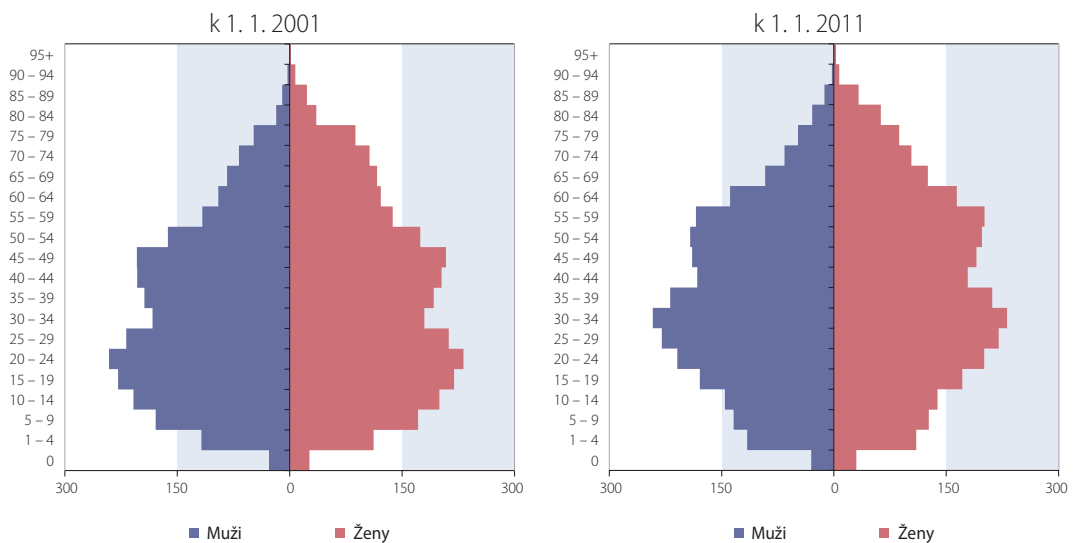 k 1. 1. 2001
95+
90 – 94
85 – 89
80 – 84
75 – 79
70 – 74
65 – 69
60 – 64
55 – 59
50 – 54
45 – 49
40 – 44
35 – 39
30 – 34
25 – 29
20 – 24
15 – 19
10 – 14
5 – 9
1 – 4
0
300 150 0 150 300
Muži Ženy
k 1. 1. 2011
95+
90 – 94
85 – 89
80 – 84
75 – 79
70 – 74
65 – 69
60 – 64
55 – 59
50 – 54
45 – 49
40 – 44
35 – 39
30 – 34
25 – 29
20 – 24
15 – 19
10 – 14
5 – 9
1 – 4
0
300 150 0 150 300
Muži Ženy